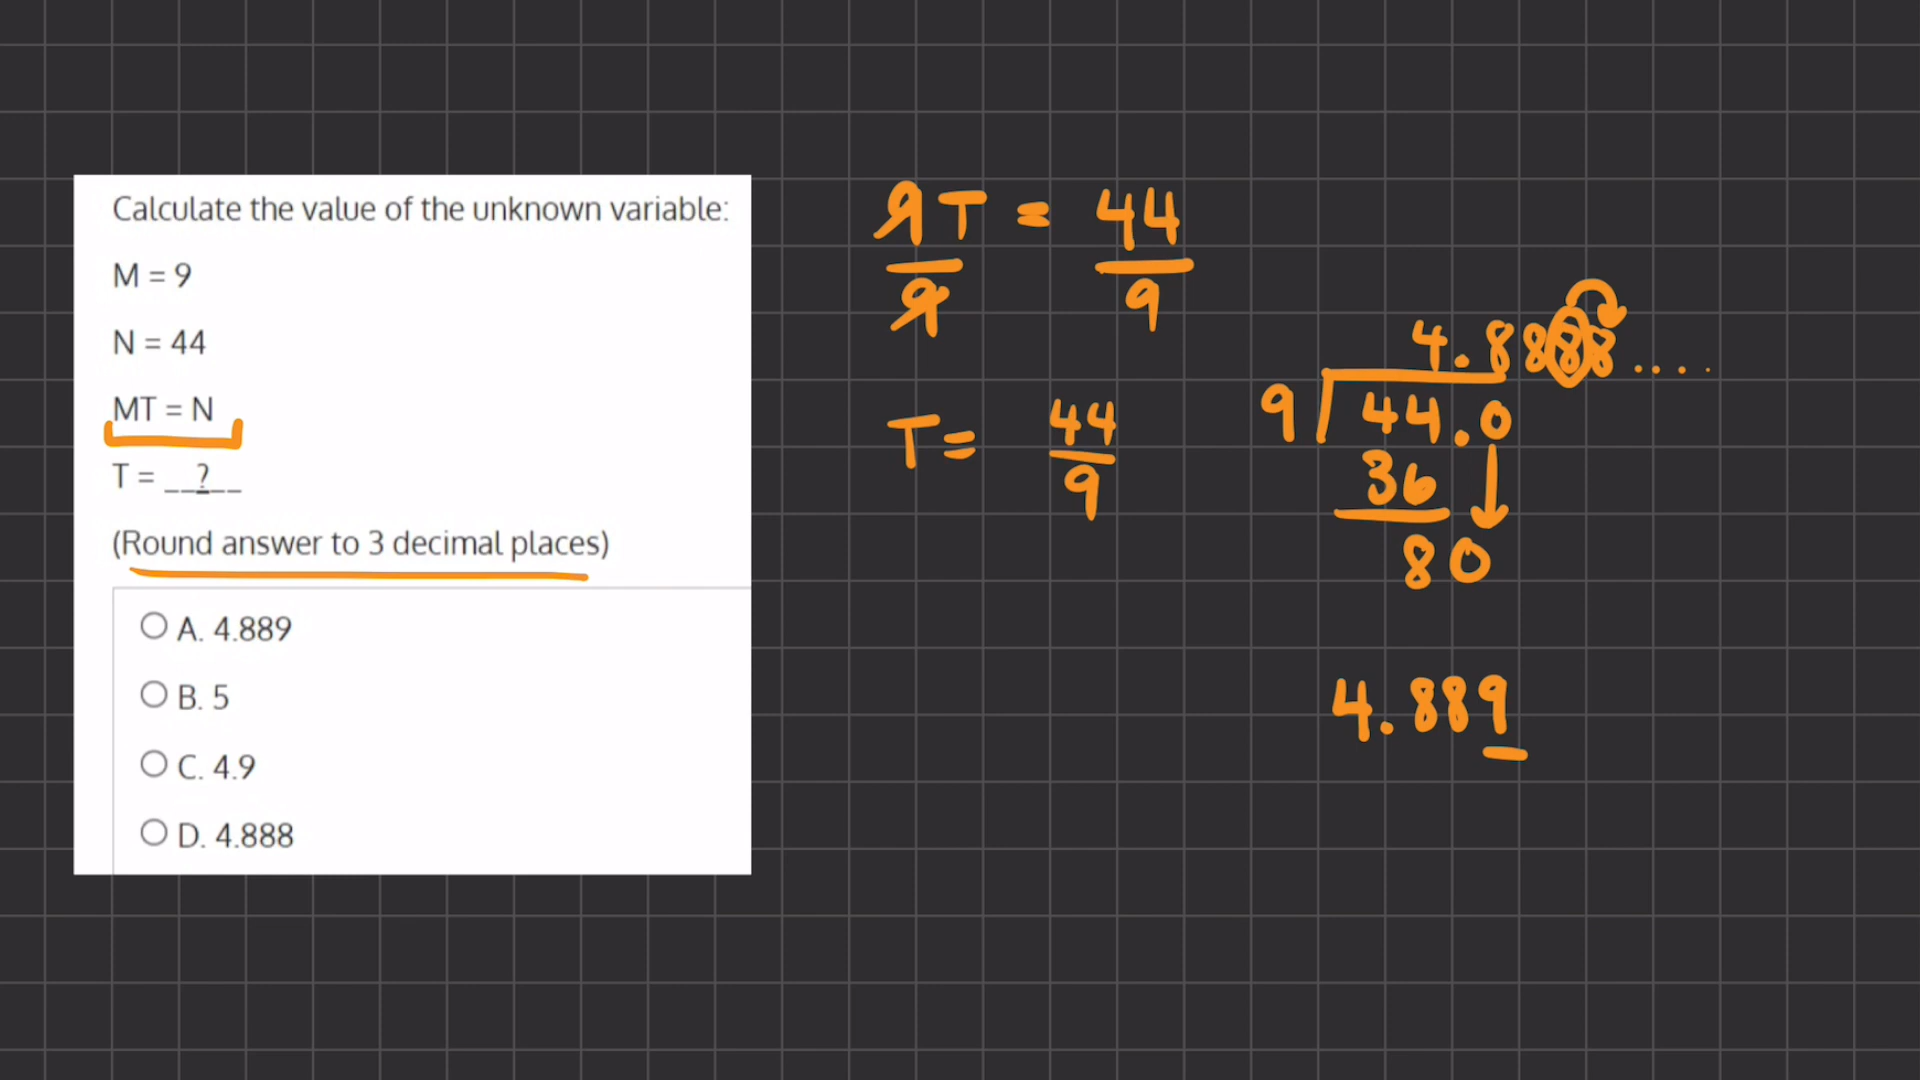 Calculate the value of the unknown variable:
M = 9
N = 44
MT = N
T = __?__
(Round answer to 3 decimal places)
A. 4.889
B. 5
C. 4.9
D. 4.888
9T = 44
9 9
T = 44
9
4.8888....
9 44.0
36
80
4.889